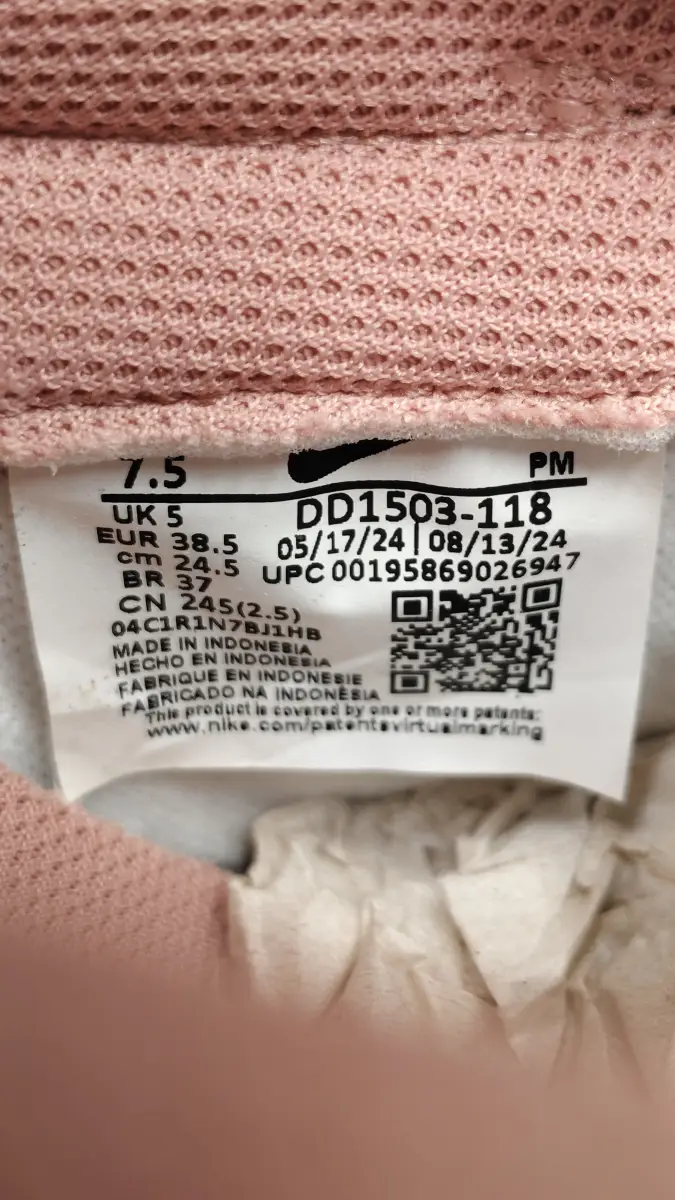 7.5
PM
UK 5
EUR 38.5
cm 24.5
BR 37
CN 245(2.5)
DD1503-118
05/17/24 | 08/13/24
UPC 00195869026947
04C1R1N7BJ1HB
MADE IN INDONESIA
HECHO EN INDONESIA
FABRIQUE EN INDONESIE
FABRICADO NA INDONÉSIA
This product is covered by one or more patents:
www.nike.com/patentsvirtualmarking